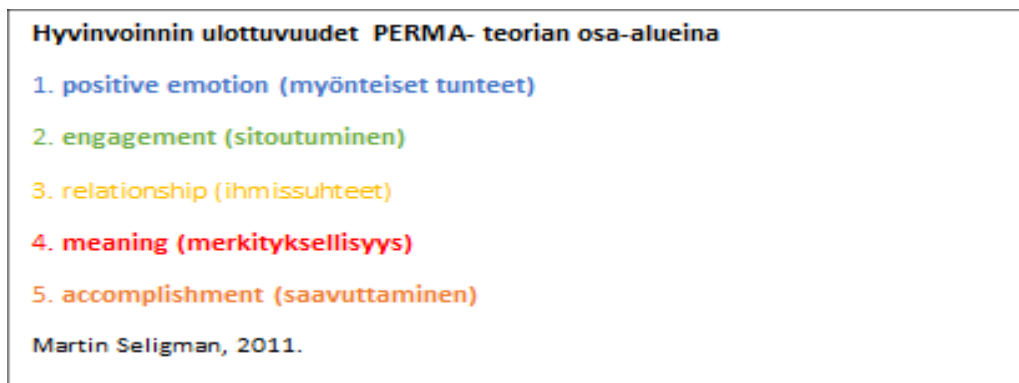 Hyvinvoinnin ulottuvuudet PERMA- teorian osa-alueina
1. positive emotion (myönteiset tunteet)
2. engagement (sitoutuminen)
3. relationship (ihmissuhteet)
4. meaning (merkityksellisyys)
5. accomplishment (saavuttaminen)
Martin Seligman, 2011.